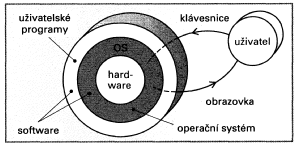 uživatelské
programy
klávesnice
OS
uživatel
hard-
ware
obrazovka
software
operační systém